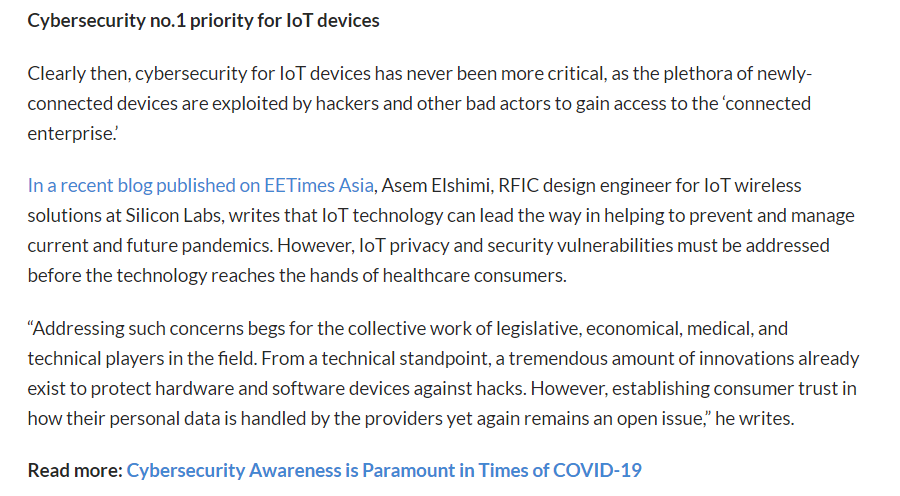 Cybersecurity no.1 priority for IoT devices
Clearly then, cybersecurity for IoT devices has never been more critical, as the plethora of newly-
connected devices are exploited by hackers and other bad actors to gain access to the ‘connected
enterprise.’
In a recent blog published on EETimes Asia, Asem Elshimi, RFIC design engineer for IoT wireless
solutions at Silicon Labs, writes that IoT technology can lead the way in helping to prevent and manage
current and future pandemics. However, IoT privacy and security vulnerabilities must be addressed
before the technology reaches the hands of healthcare consumers.
“Addressing such concerns begs for the collective work of legislative, economical, medical, and
technical players in the field. From a technical standpoint, a tremendous amount of innovations already
exist to protect hardware and software devices against hacks. However, establishing consumer trust in
how their personal data is handled by the providers yet again remains an open issue,” he writes.
Read more: Cybersecurity Awareness is Paramount in Times of COVID-19